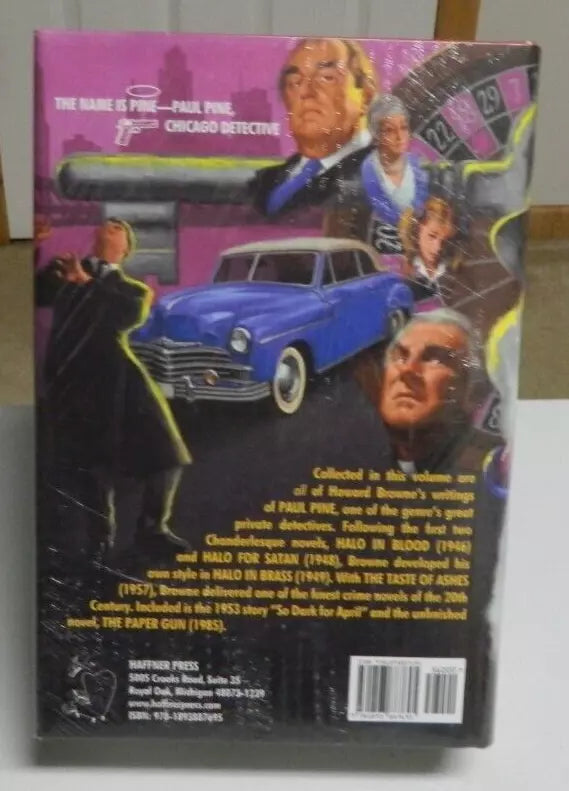 THE NAME IS PINE—PAUL PINE,
CHICAGO DETECTIVE
22
29
7
20
Collected in this volume are
all of Howard Browne's writings
of PAUL PINE, one of the genre's great
private detectives. Following the first two
Chanderlesque novels, HALO IN BLOOD (1946)
and HALO FOR SATAN (1948), Browne developed his
own style in HALO IN BRASS (1949). With THE TASTE OF ASHES
(1957), Browne delivered one of the finest crime novels of the 20th
Century. Included is the 1953 story "So Dark for April" and the unfinished
novel, THE PAPER GUN (1985).
HAFFNER PRESS
5005 Crooks Road, Suite 35
Royal Oak, Michigan 48073-1239
www.haffnerpress.com
ISBN: 978-1893887695